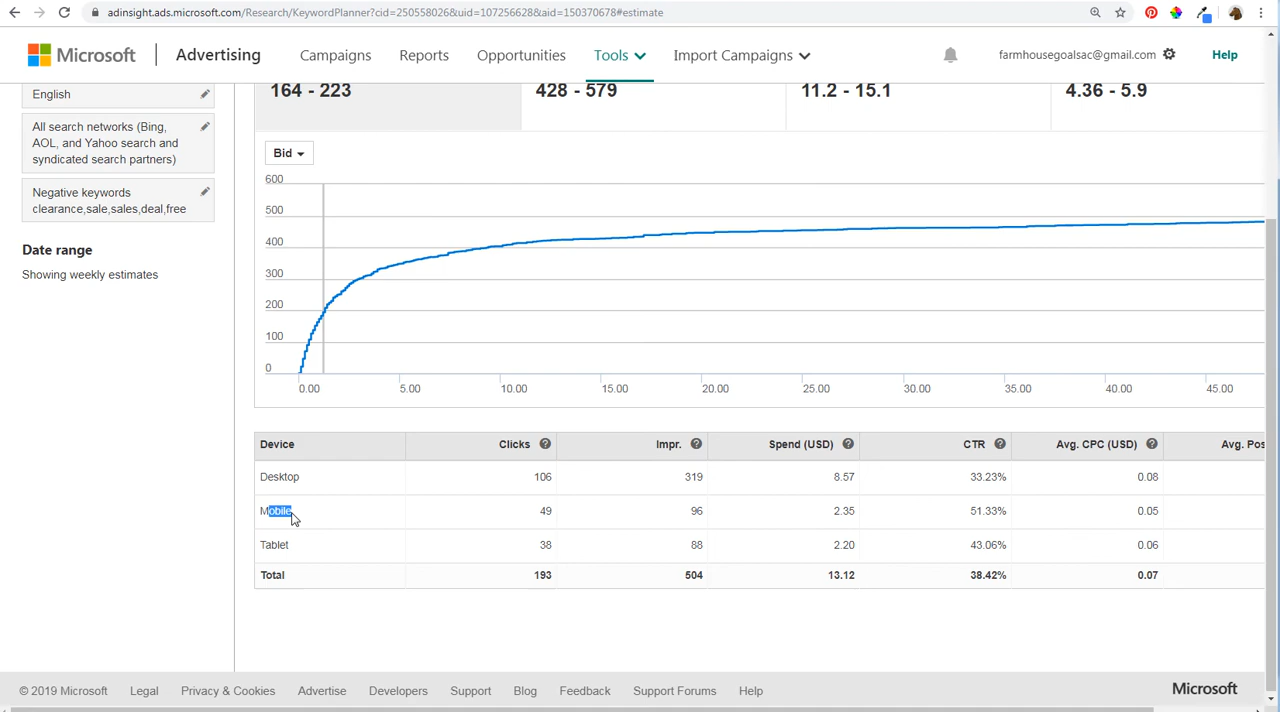 adinsight.ads.microsoft.com/Research/KeywordPlanner?cid=250558026&uid=107256628&aid=150370678#estimate
Microsoft Advertising Campaigns Reports Opportunities Tools Import Campaigns farmhousegoalsac@gmail.com Help
English
164 - 223 428 - 579 11.2 - 15.1 4.36 - 5.9
All search networks (Bing,
AOL, and Yahoo search and
syndicated search partners)
Negative keywords
clearance,sale,sales,deal,free
Date range
Showing weekly estimates
Bid
600
500
400
300
200
100
0
0.00 5.00 10.00 15.00 20.00 25.00 30.00 35.00 40.00 45.00
Device Clicks Impr. Spend (USD) CTR Avg. CPC (USD) Avg. Pos
Desktop 106 319 8.57 33.23% 0.08
Mobile 49 96 2.35 51.33% 0.05
Tablet 38 88 2.20 43.06% 0.06
Total 193 504 13.12 38.42% 0.07
© 2019 Microsoft Legal Privacy & Cookies Advertise Developers Support Blog Feedback Support Forums Help Microsoft